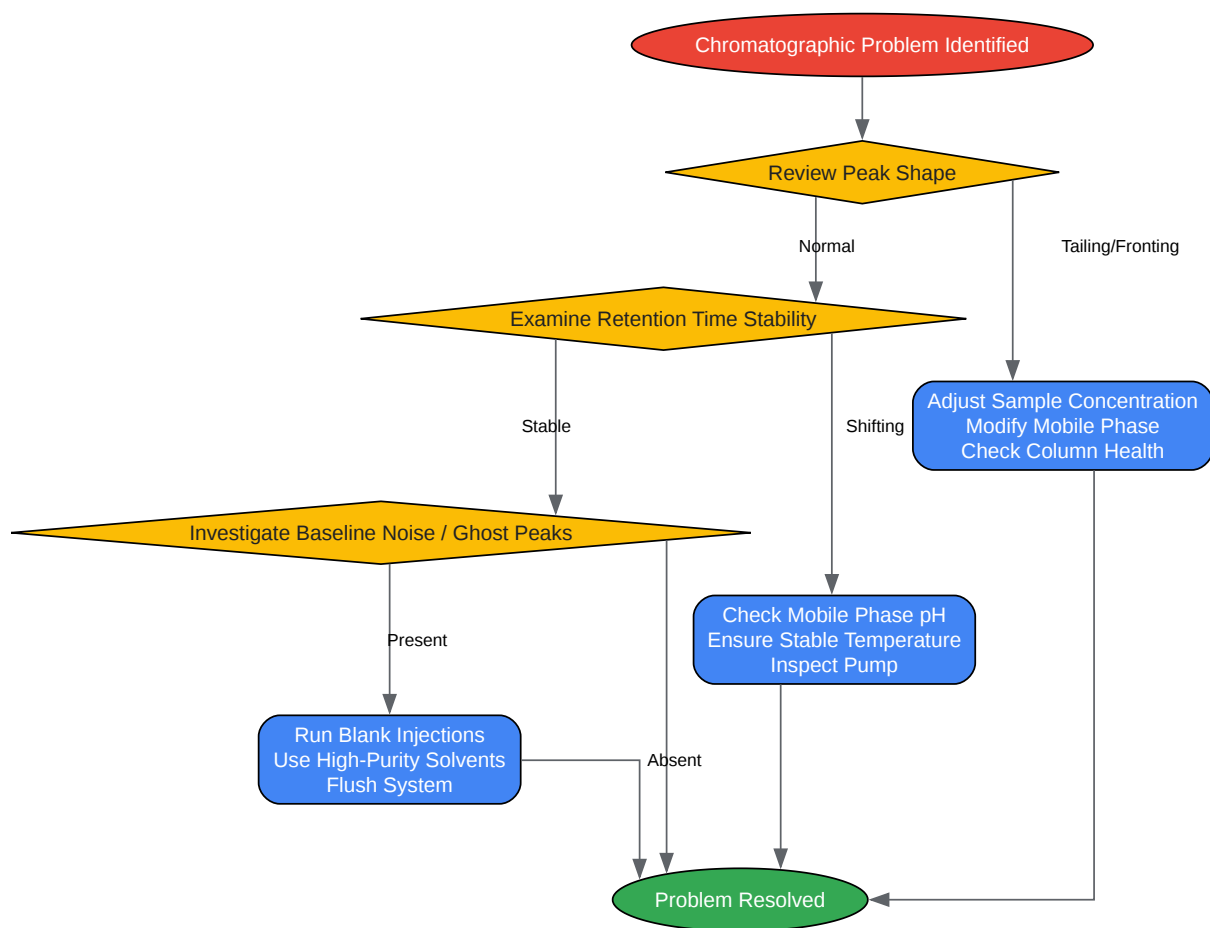 Chromatographic Problem Identified
Review Peak Shape
Normal
Tailing/Fronting
Examine Retention Time Stability
Adjust Sample Concentration
Modify Mobile Phase
Check Column Health
Stable
Shifting
Investigate Baseline Noise / Ghost Peaks
Check Mobile Phase pH
Ensure Stable Temperature
Inspect Pump
Present
Run Blank Injections
Use High-Purity Solvents
Flush System
Absent
Problem Resolved